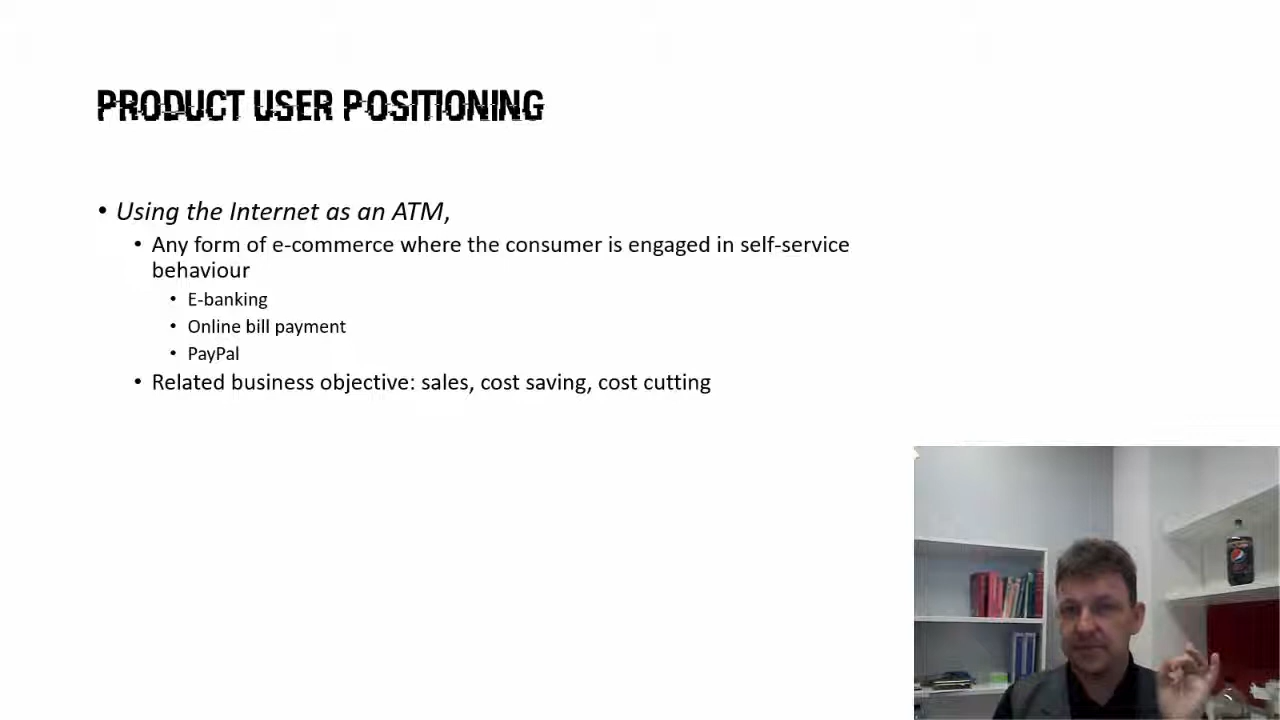 PRODUCT USER POSITIONING
• Using the Internet as an ATM,
• Any form of e-commerce where the consumer is engaged in self-service
behaviour
• E-banking
• Online bill payment
• PayPal
• Related business objective: sales, cost saving, cost cutting